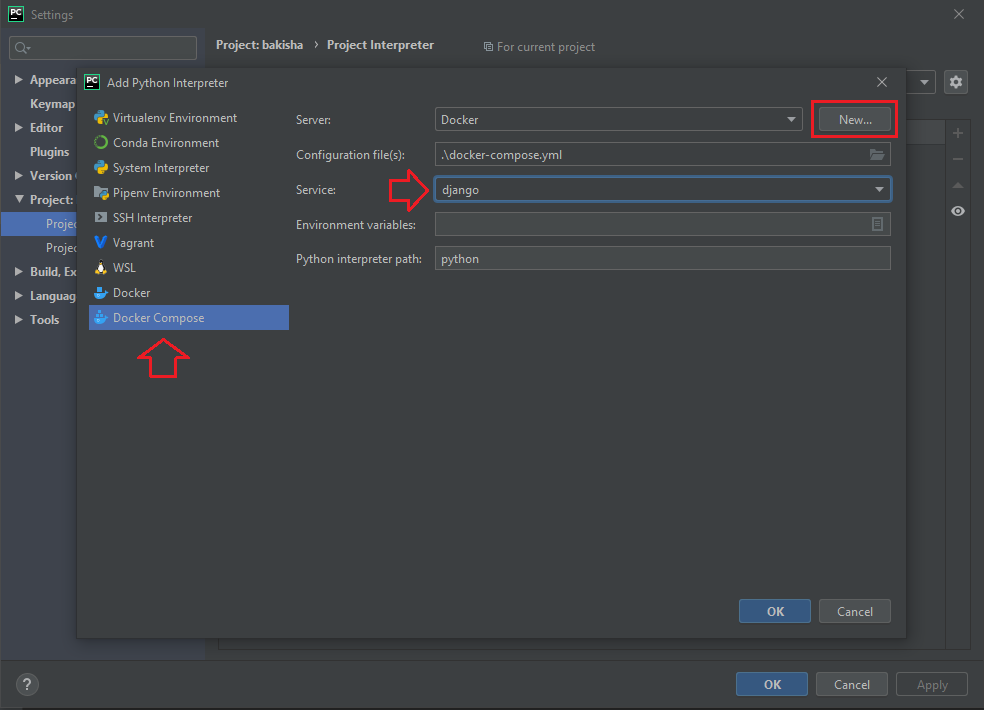 PC Settings
Project: bakisha › Project Interpreter For current project
Appeara
Keymap
Editor
Plugins
Version
Project:
Projec
Projec
Build, Ex
Languag
Tools
PC Add Python Interpreter
Virtualenv Environment
Conda Environment
System Interpreter
Pipenv Environment
SSH Interpreter
Vagrant
WSL
Docker
Docker Compose
Server: Docker New...
Configuration file(s): .\docker-compose.yml
Service: django
Environment variables:
Python interpreter path: python
OK Cancel
? OK Cancel Apply